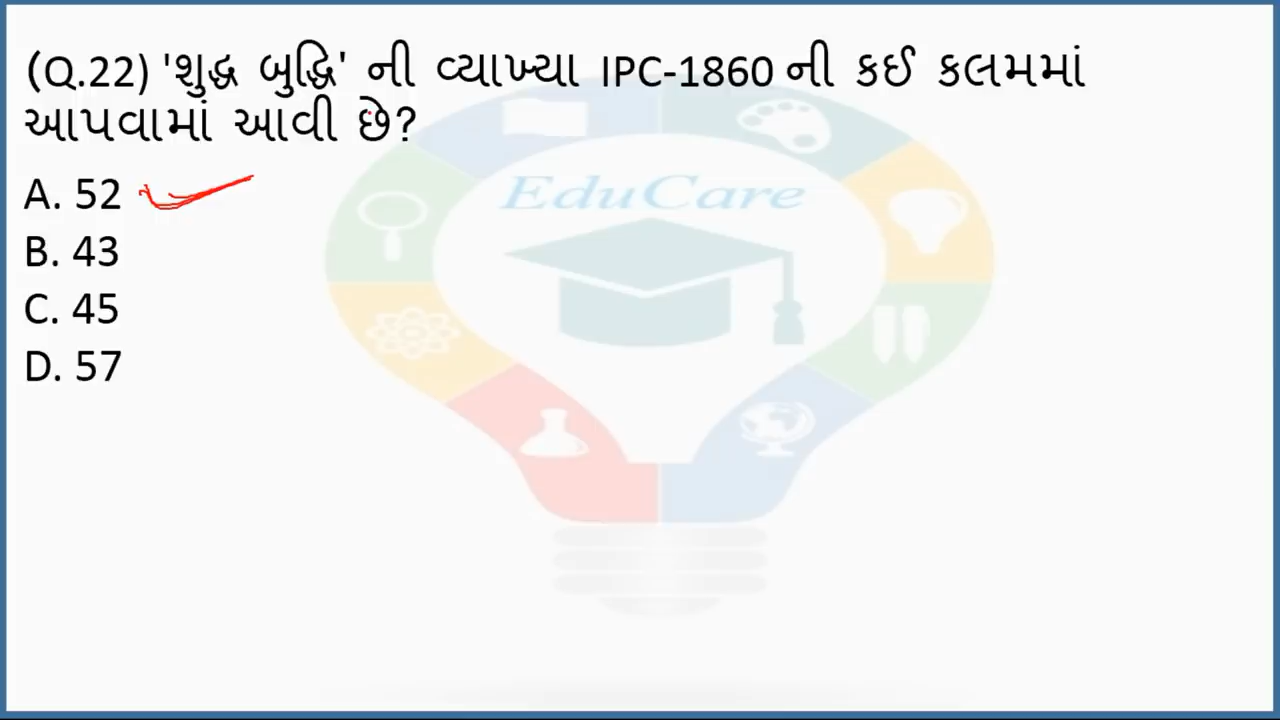 (Q.22) 'શુદ્ધ બુદ્ધિ' ની વ્યાખ્યા IPC-1860 ની કઈ કલમમાં
આપવામાં આવી છે?
A. 52
B. 43
C. 45
D. 57
EduCare